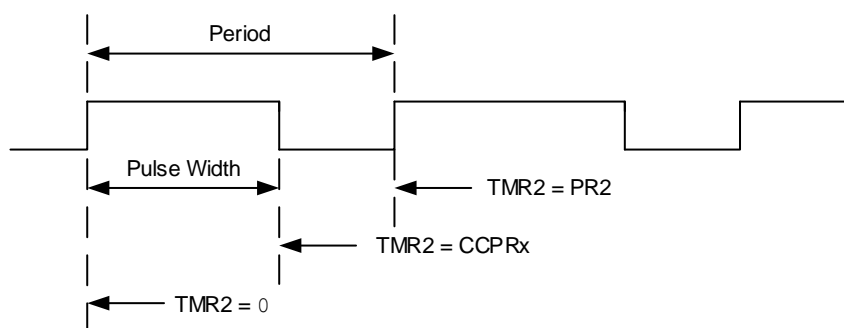 Period
Pulse Width
TMR2 = PR2
TMR2 = CCPRx
TMR2 = 0